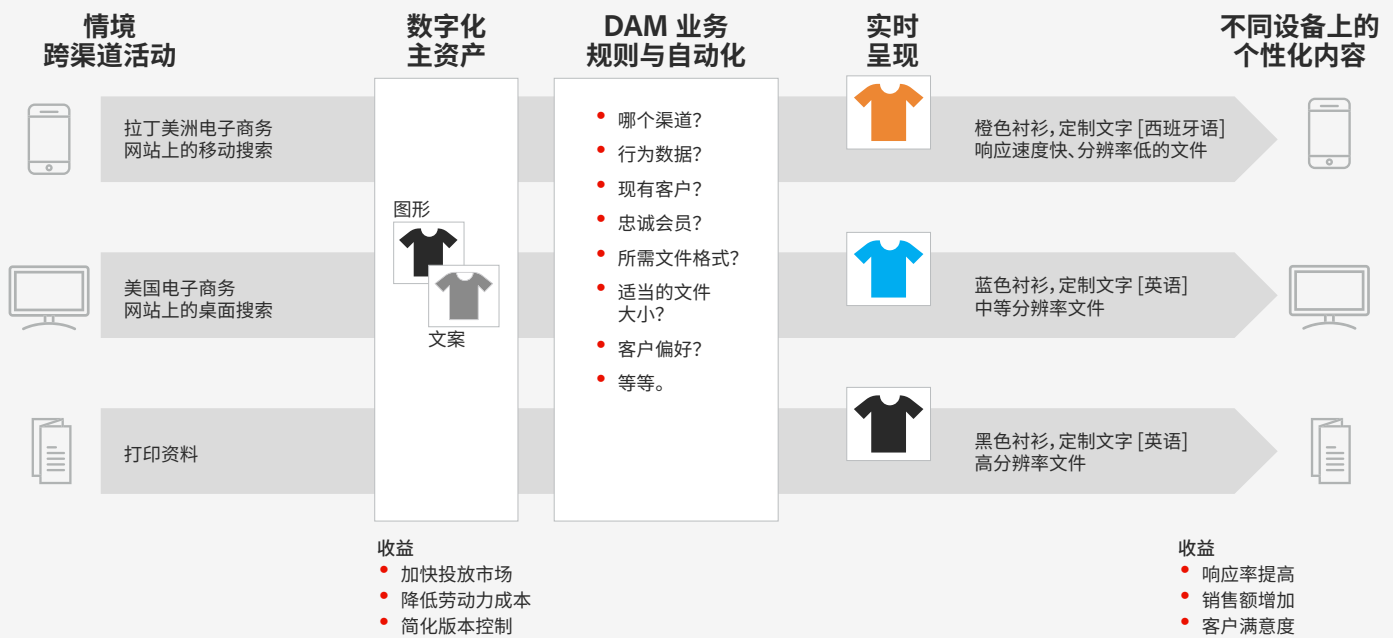 情境
跨渠道活动
数字化
主资产
DAM 业务
规则与自动化
实时
呈现
不同设备上的
个性化内容
拉丁美洲电子商务
网站上的移动搜索
美国电子商务
网站上的桌面搜索
打印资料
图形
文案
哪个渠道？
行为数据？
现有客户？
忠诚会员？
所需文件格式？
适当的文件
大小？
客户偏好？
等等。
橙色衬衫，定制文字 [西班牙语]
响应速度快、分辨率低的文件
蓝色衬衫，定制文字 [英语]
中等分辨率文件
黑色衬衫，定制文字 [英语]
高分辨率文件
收益
加快投放市场
降低劳动力成本
简化版本控制
收益
响应率提高
销售额增加
客户满意度